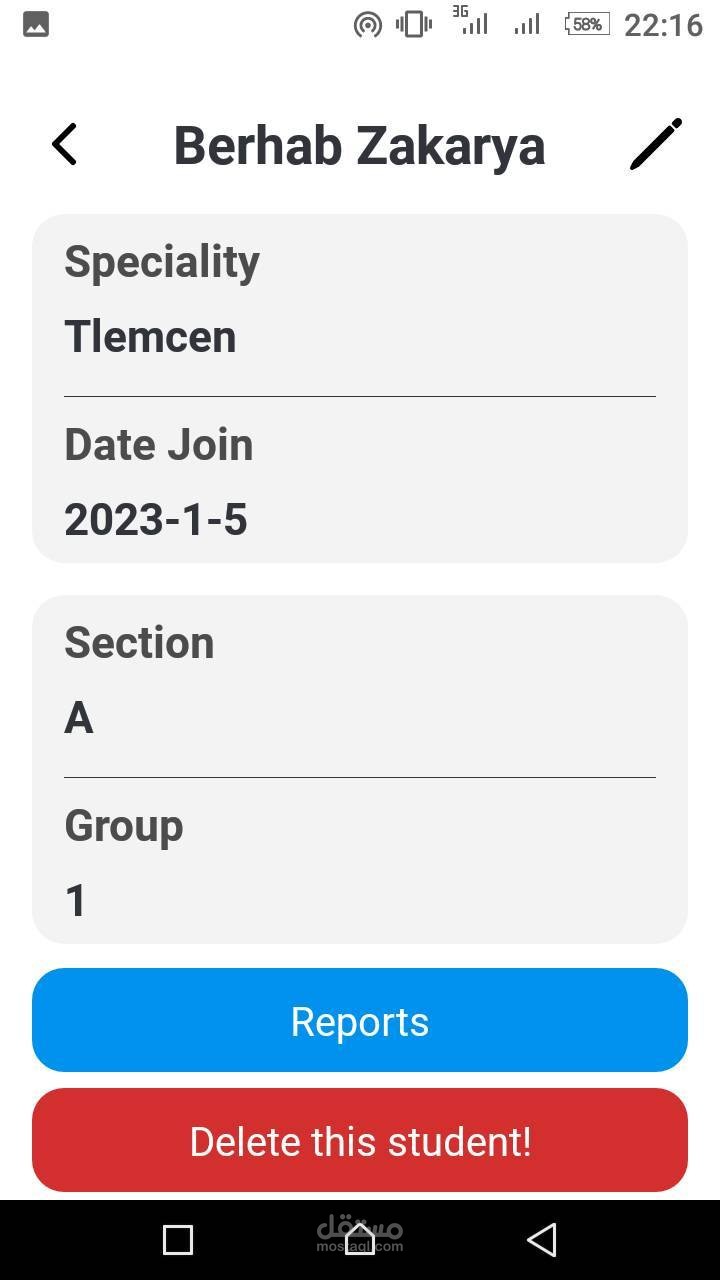 3G
58%
22:16
Berhab Zakarya
Speciality
Tlemcen
Date Join
2023-1-5
Section
A
Group
1
Reports
Delete this student!
مستقل
mostaql.com